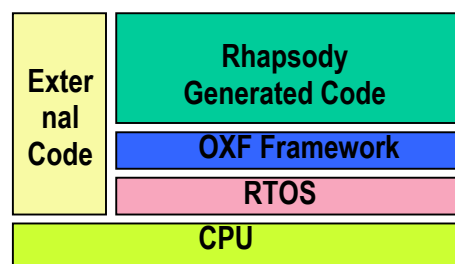 Exter
nal
Code
Rhapsody
Generated Code
OXF Framework
RTOS
CPU